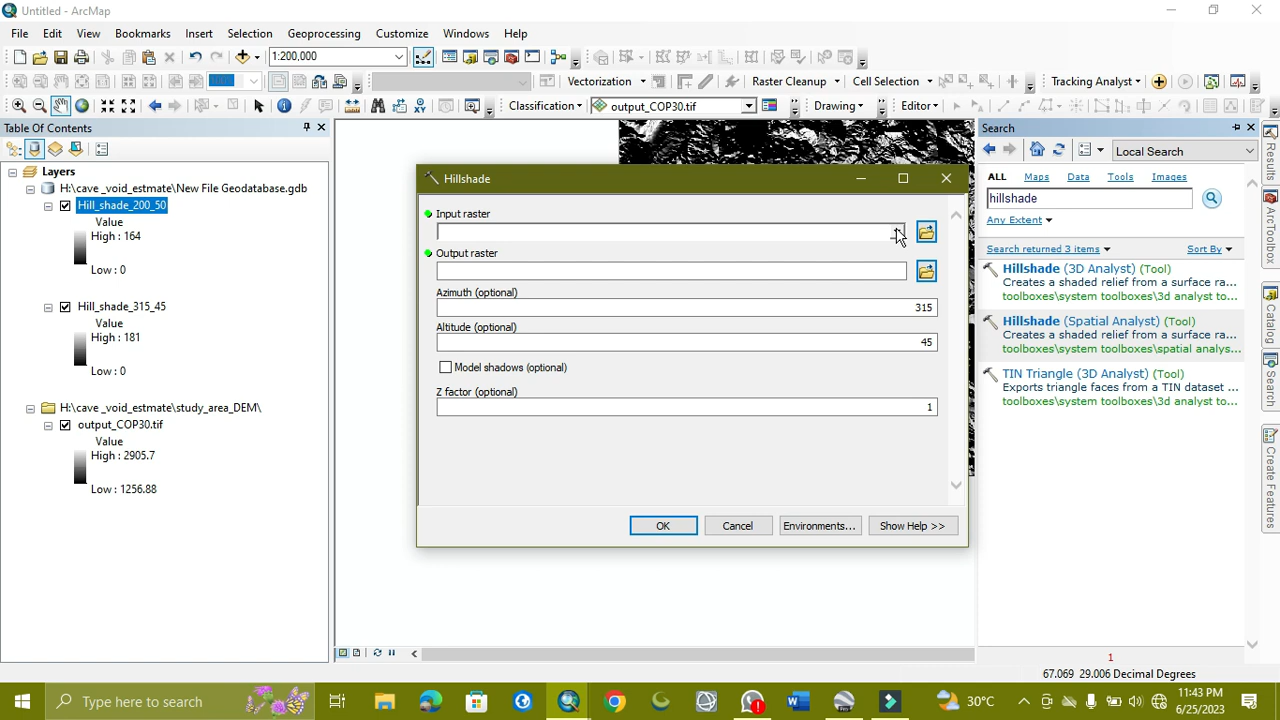 Untitled - ArcMap
File Edit View Bookmarks Insert Selection Geoprocessing Customize Windows Help
1:200,000
Vectorization Raster Cleanup Cell Selection Tracking Analyst
Classification output_COP30.tif Drawing Editor
Table Of Contents
Layers
H:\cave _void_estmate\New File Geodatabase.gdb
Hill_shade_200_50
Value
High : 164
Low : 0
Hill_shade_315_45
Value
High : 181
Low : 0
H:\cave _void_estmate\study_area_DEM\
output_COP30.tif
Value
High : 2905.7
Low : 1256.88
Hillshade
Input raster
Output raster
Azimuth (optional)
315
Altitude (optional)
45
Model shadows (optional)
Z factor (optional)
1
OK Cancel Environments... Show Help >>
Search
Local Search
ALL Maps Data Tools Images
hillshade
Any Extent
Search returned 3 items Sort By
Hillshade (3D Analyst) (Tool)
Creates a shaded relief from a surface ra...
toolboxes\system toolboxes\3d analyst to...
Hillshade (Spatial Analyst) (Tool)
Creates a shaded relief from a surface ra...
toolboxes\system toolboxes\spatial analys...
TIN Triangle (3D Analyst) (Tool)
Exports triangle faces from a TIN dataset ...
toolboxes\system toolboxes\3d analyst to...
1
Results
ArcToolbox
Catalog
Search
Create Features
67.069 29.006 Decimal Degrees
Type here to search
30°C
11:43 PM
6/25/2023